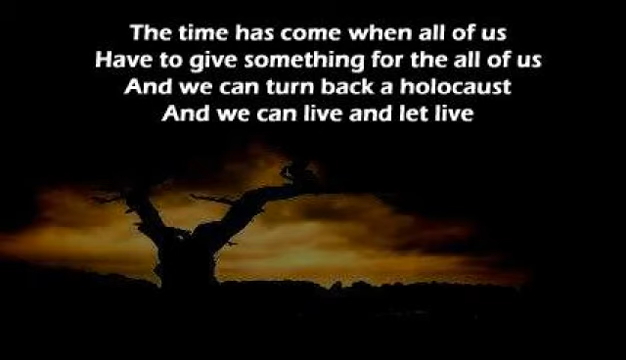 The time has come when all of us
Have to give something for the all of us
And we can turn back a holocaust
And we can live and let live